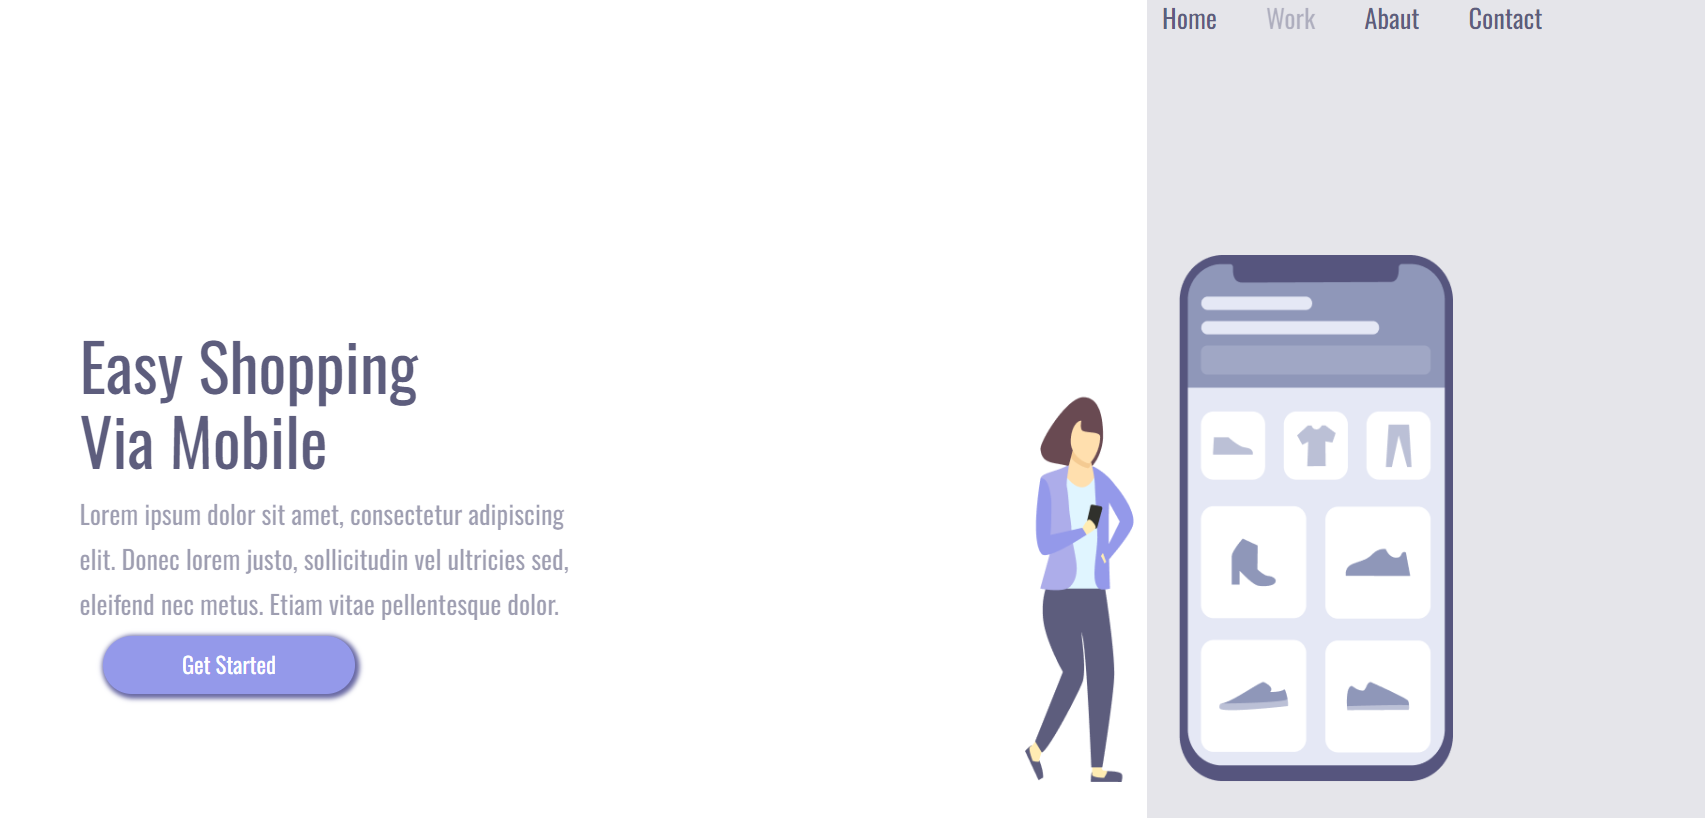 Home Work Abaut Contact
Easy Shopping
Via Mobile
Lorem ipsum dolor sit amet, consectetur adipiscing
elit. Donec lorem justo, sollicitudin vel ultricies sed,
eleifend nec metus. Etiam vitae pellentesque dolor.
Get Started